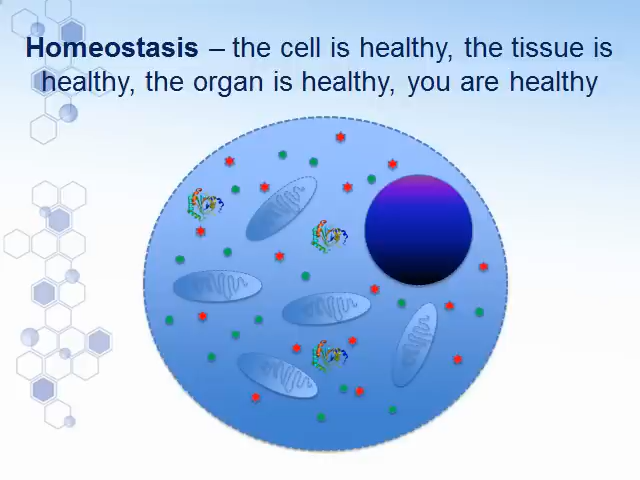 Homeostasis – the cell is healthy, the tissue is
healthy, the organ is healthy, you are healthy